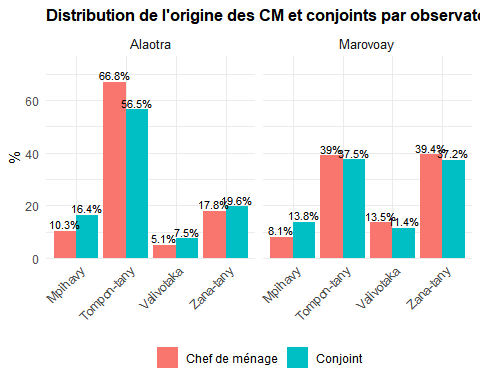 Distribution de l'origine des CM et conjoints par observate
Alaotra
Marovoay
%
60
40
20
0
10.3%
16.4%
66.8%
56.5%
5.1%
7.5%
17.8%
19.6%
8.1%
13.8%
39%
37.5%
13.5%
11.4%
39.4%
37.2%
Mpihavy
Tompon-tany
Valivotaka
Zana-tany
Mpihavy
Tompon-tany
Valivotaka
Zana-tany
Chef de ménage
Conjoint